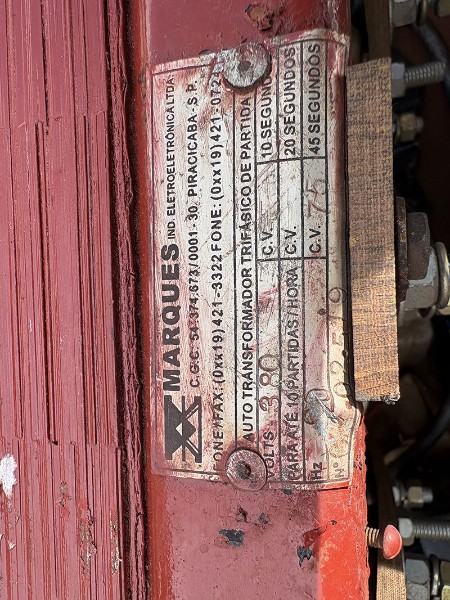 MARQUES IND. ELETROELETRÔNICA LTDA
C.G.C. 54.374.673/0001-30. PIRACICABA - S.P.
FONE/FAX: (0xx19) 421-3322 FONE: (0xx19) 421-0722
AUTO TRANSFORMADOR TRIFÁSICO DE PARTIDA
VOLTS 380 C.V. 10 SEGUNDOS
PARA ATÉ 10 PARTIDAS/HORA C.V. 20 SEGUNDOS
Hz C.V. 75 45 SEGUNDOS
Nº